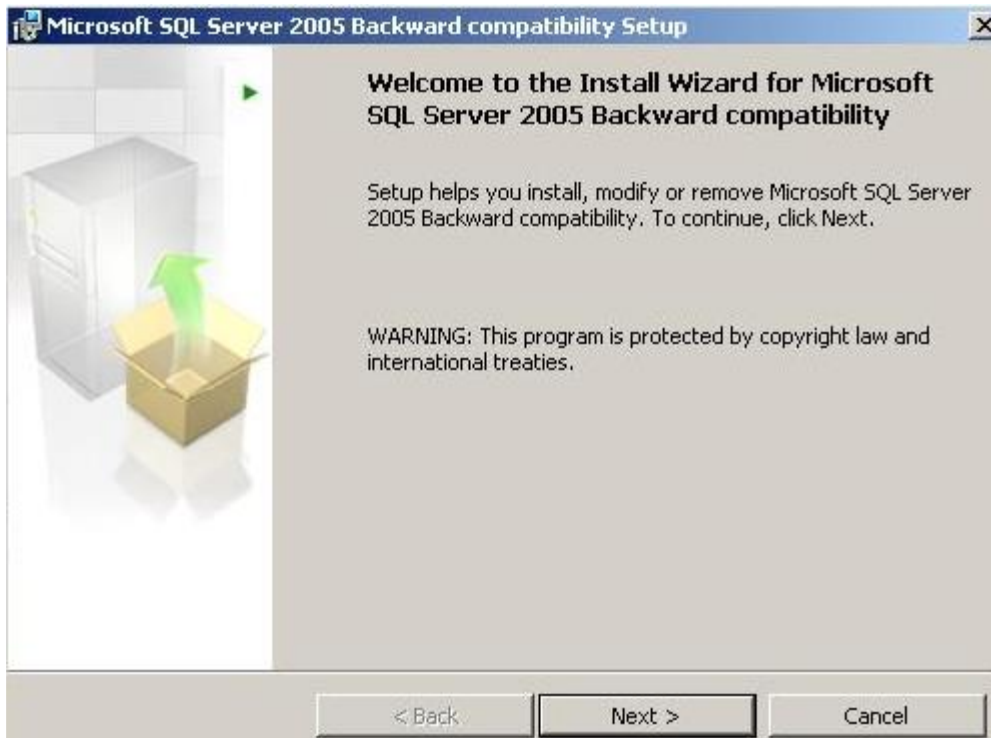 Microsoft SQL Server 2005 Backward compatibility Setup
Welcome to the Install Wizard for Microsoft
SQL Server 2005 Backward compatibility
Setup helps you install, modify or remove Microsoft SQL Server
2005 Backward compatibility. To continue, click Next.
WARNING: This program is protected by copyright law and
international treaties.
< Back
Next >
Cancel